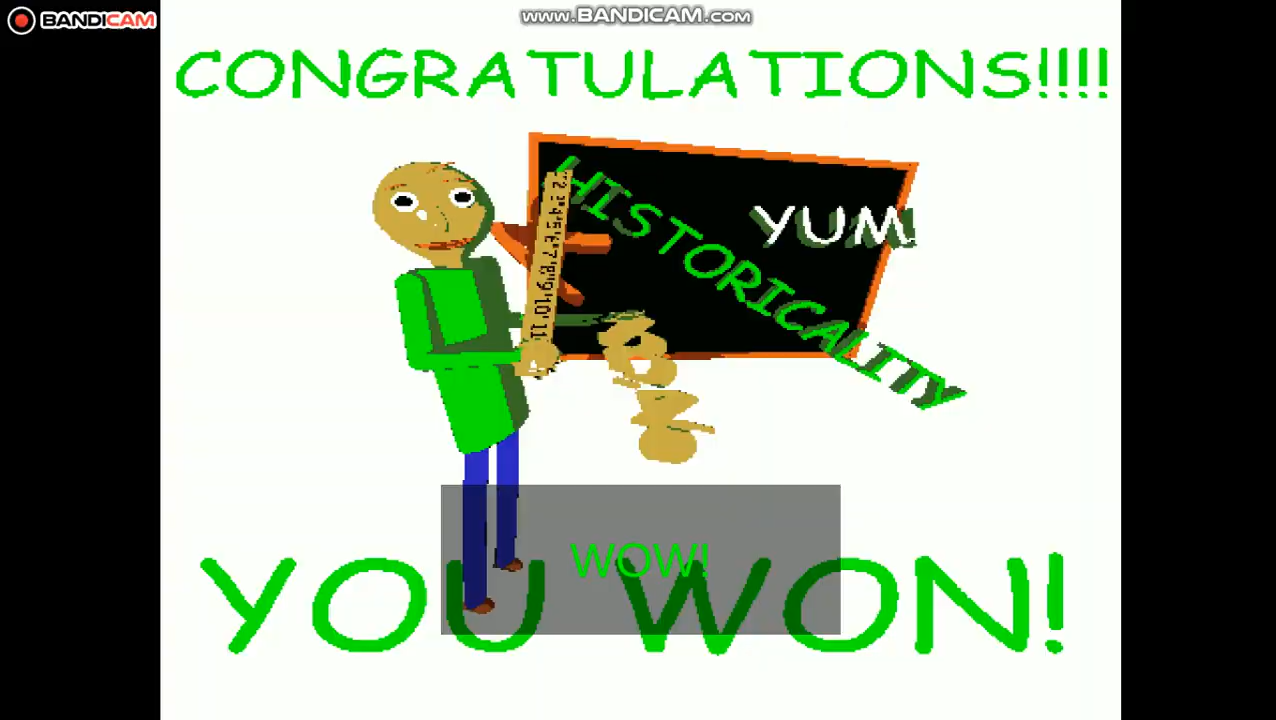 BANDICAM
www.BANDICAM.com
CONGRATULATIONS!!!!
HISTORICALITY
YUM!
WOW!
YOU WON!